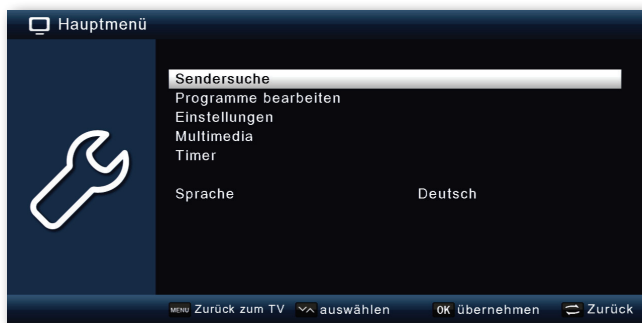 Hauptmenü
Sendersuche
Programme bearbeiten
Einstellungen
Multimedia
Timer
Sprache Deutsch
MENU Zurück zum TV auswählen OK übernehmen Zurück